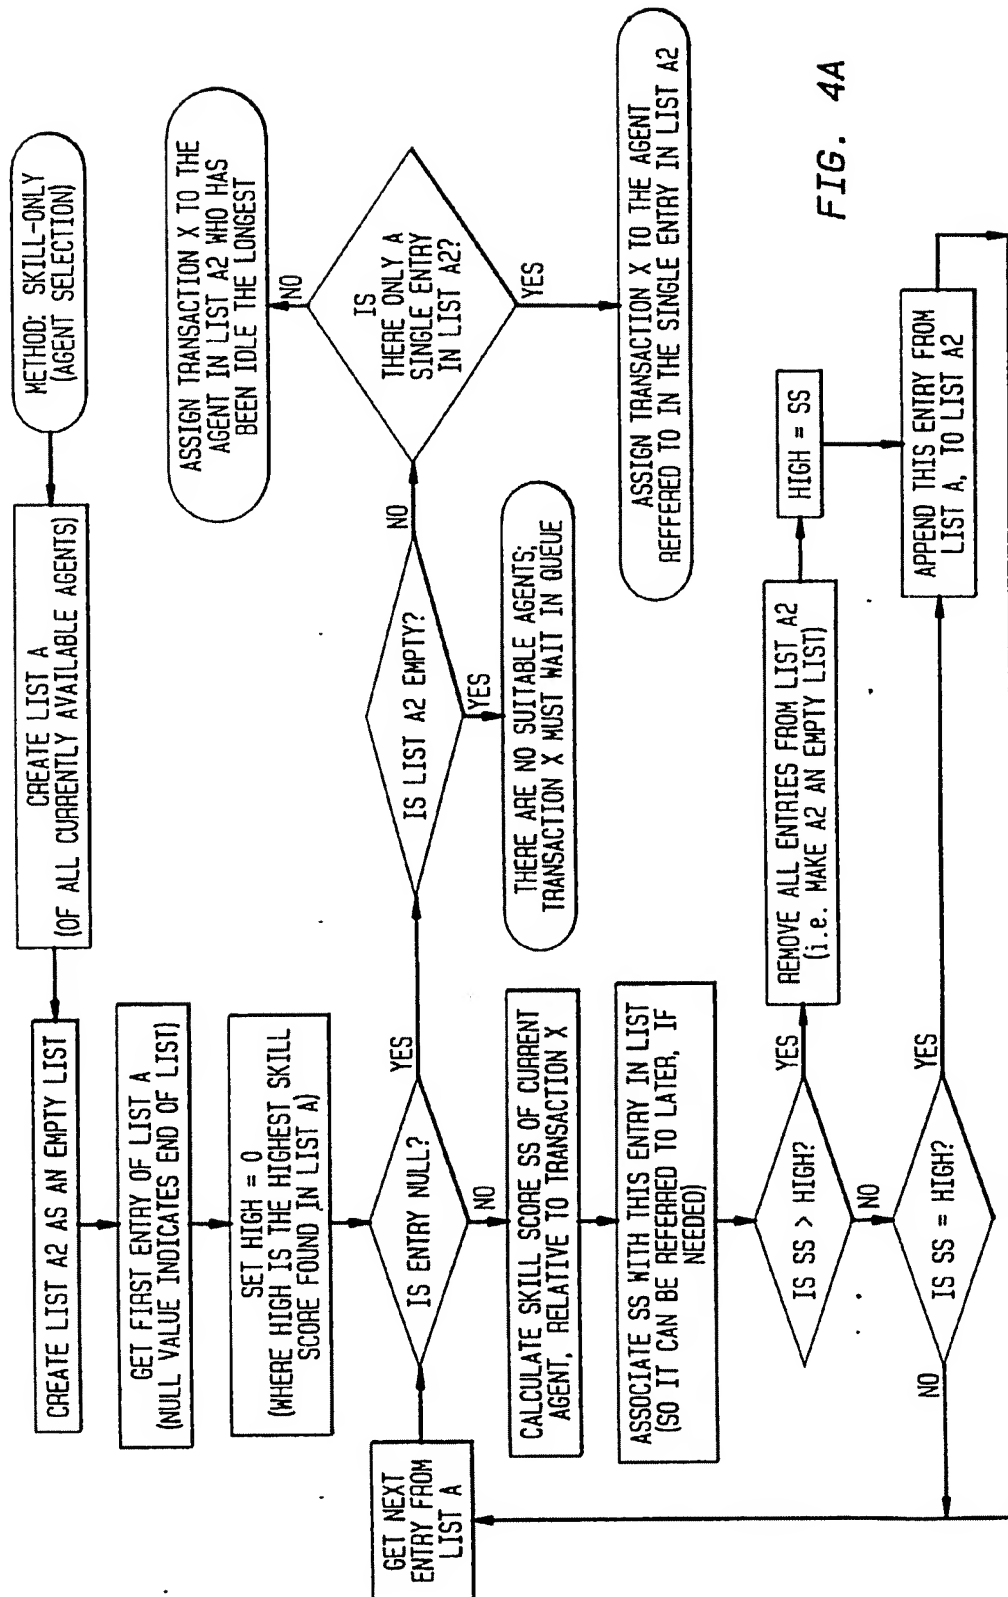 METHOD: SKILL-ONLY
(AGENT SELECTION)
CREATE LIST A
(OF ALL CURRENTLY AVAILABLE AGENTS)
CREATE LIST A2 AS AN EMPTY LIST
GET FIRST ENTRY OF LIST A
(NULL VALUE INDICATES END OF LIST)
SET HIGH = 0
(WHERE HIGH IS THE HIGHEST SKILL
SCORE FOUND IN LIST A)
GET NEXT
ENTRY FROM
LIST A
IS ENTRY NULL?
YES
NO
IS LIST A2 EMPTY?
NO
YES
IS
THERE ONLY A
SINGLE ENTRY
IN LIST A2?
NO
YES
ASSIGN TRANSACTION X TO THE
AGENT IN LIST A2 WHO HAS
BEEN IDLE THE LONGEST
THERE ARE NO SUITABLE AGENTS;
TRANSACTION X MUST WAIT IN QUEUE
ASSIGN TRANSACTION X TO THE AGENT
REFFERED TO IN THE SINGLE ENTRY IN LIST A2
CALCULATE SKILL SCORE SS OF CURRENT
AGENT, RELATIVE TO TRANSACTION X
ASSOCIATE SS WITH THIS ENTRY IN LIST
(SO IT CAN BE REFERRED TO LATER, IF
NEEDED)
IS SS > HIGH?
YES
NO
REMOVE ALL ENTRIES FROM LIST A2
(i.e. MAKE A2 AN EMPTY LIST)
HIGH = SS
IS SS = HIGH?
YES
NO
APPEND THIS ENTRY FROM
LIST A, TO LIST A2
FIG. 4A